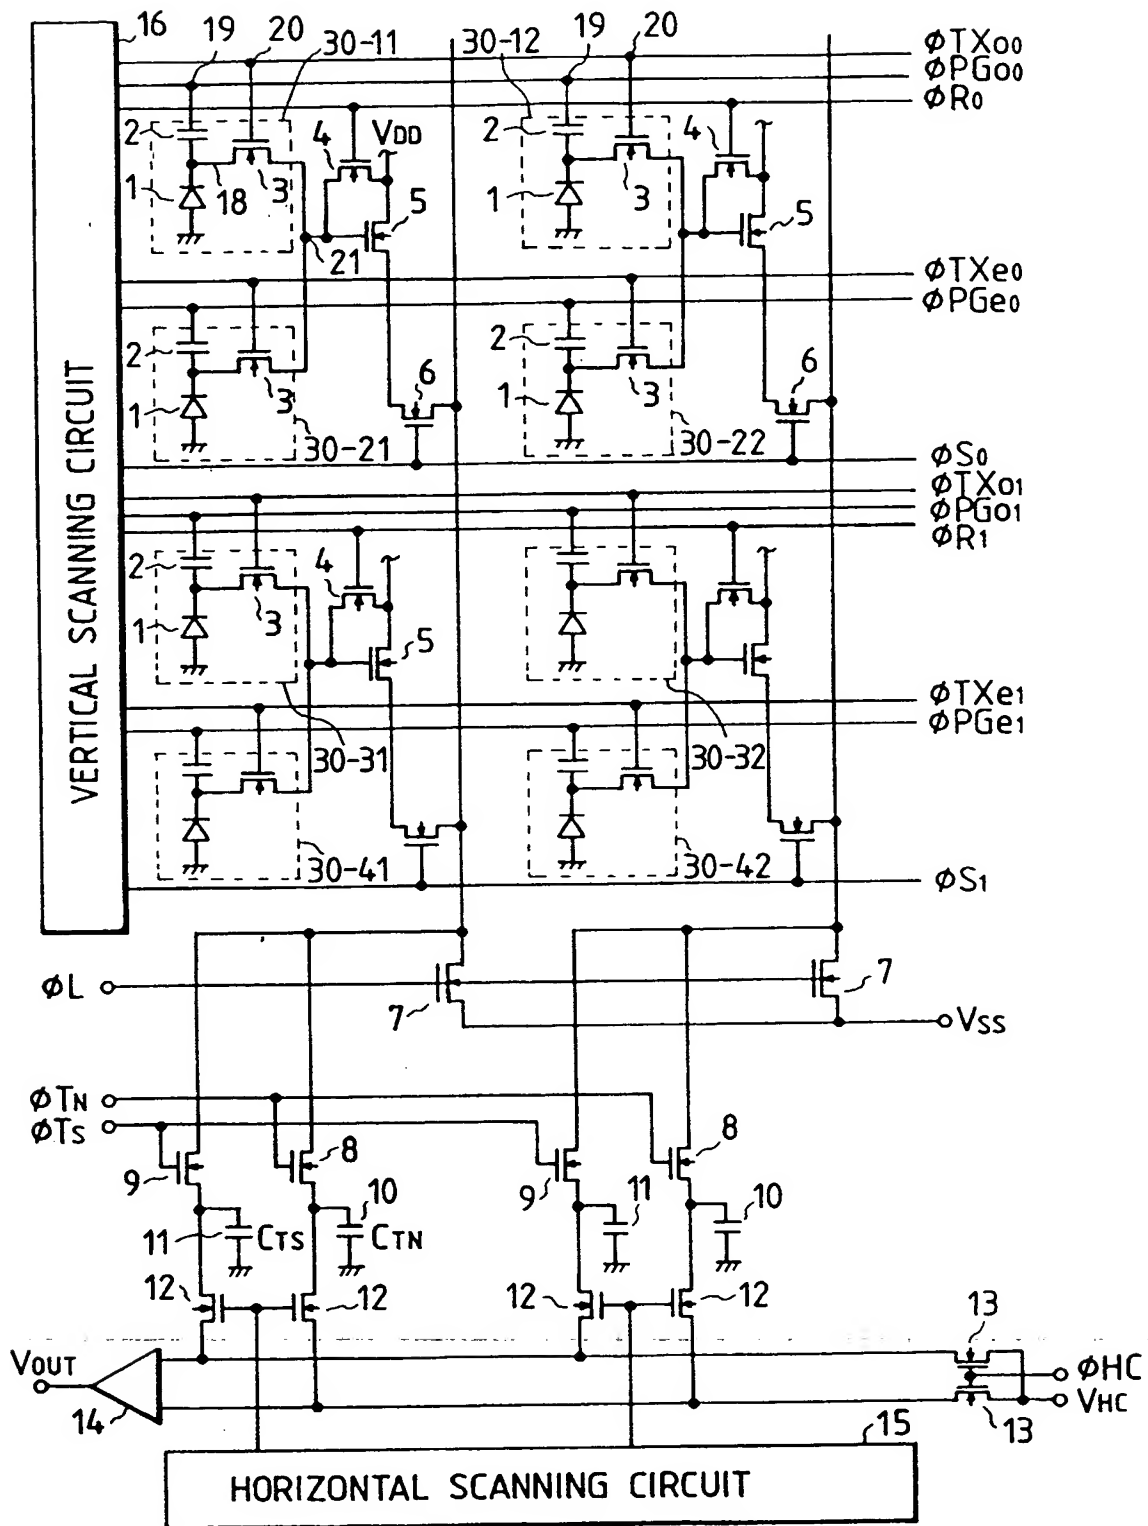 16 19 20 30-11 30-12 19 20 ϕTXo0
ϕPGo0
ϕR0
2 4 VDD 2 4
1 18 3 5 1 3 5
21
ϕTXe0
ϕPGe0
2 6 2 6
1 3 1 3
30-21 30-22
ϕS0
ϕTXo1
ϕPGo1
ϕR1
2 4
1 3 5
ϕTXe1
ϕPGe1
30-31 30-32
30-41 30-42
ϕS1
VERTICAL SCANNING CIRCUIT
ϕL 7 7
VSS
ϕTN
ϕTS
9 8 9 8
11 CTS 10 CTN 11 10
12 12 12 12
13
VOUT ϕHC
14 VHC
13
15
HORIZONTAL SCANNING CIRCUIT